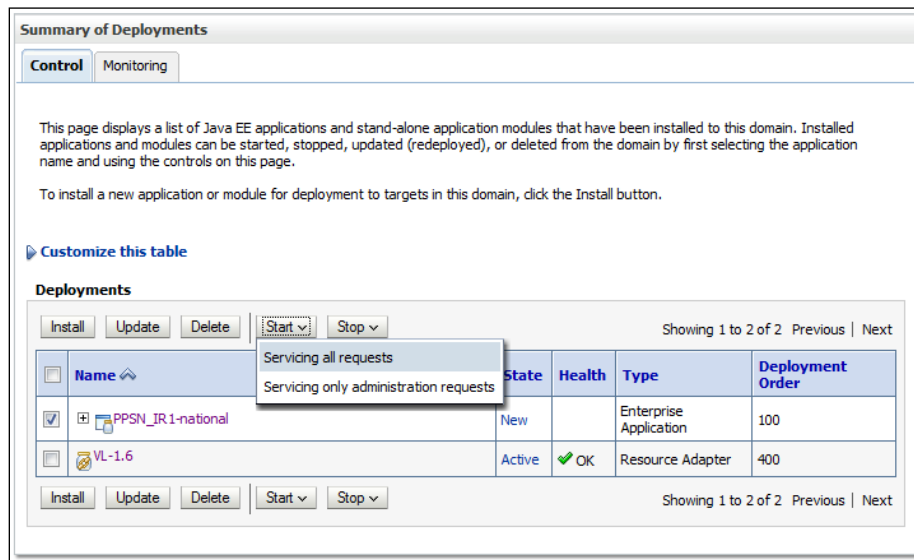 Summary of Deployments
Control Monitoring
This page displays a list of Java EE applications and stand-alone application modules that have been installed to this domain. Installed
applications and modules can be started, stopped, updated (redeployed), or deleted from the domain by first selecting the application
name and using the controls on this page.
To install a new application or module for deployment to targets in this domain, click the Install button.
Customize this table
Deployments
Install Update Delete Start Stop Showing 1 to 2 of 2 Previous | Next
Servicing all requests
Servicing only administration requests
Name State Health Type Deployment Order
PPSN_IR1-national New Enterprise Application 100
VL-1.6 Active OK Resource Adapter 400
Install Update Delete Start Stop Showing 1 to 2 of 2 Previous | Next